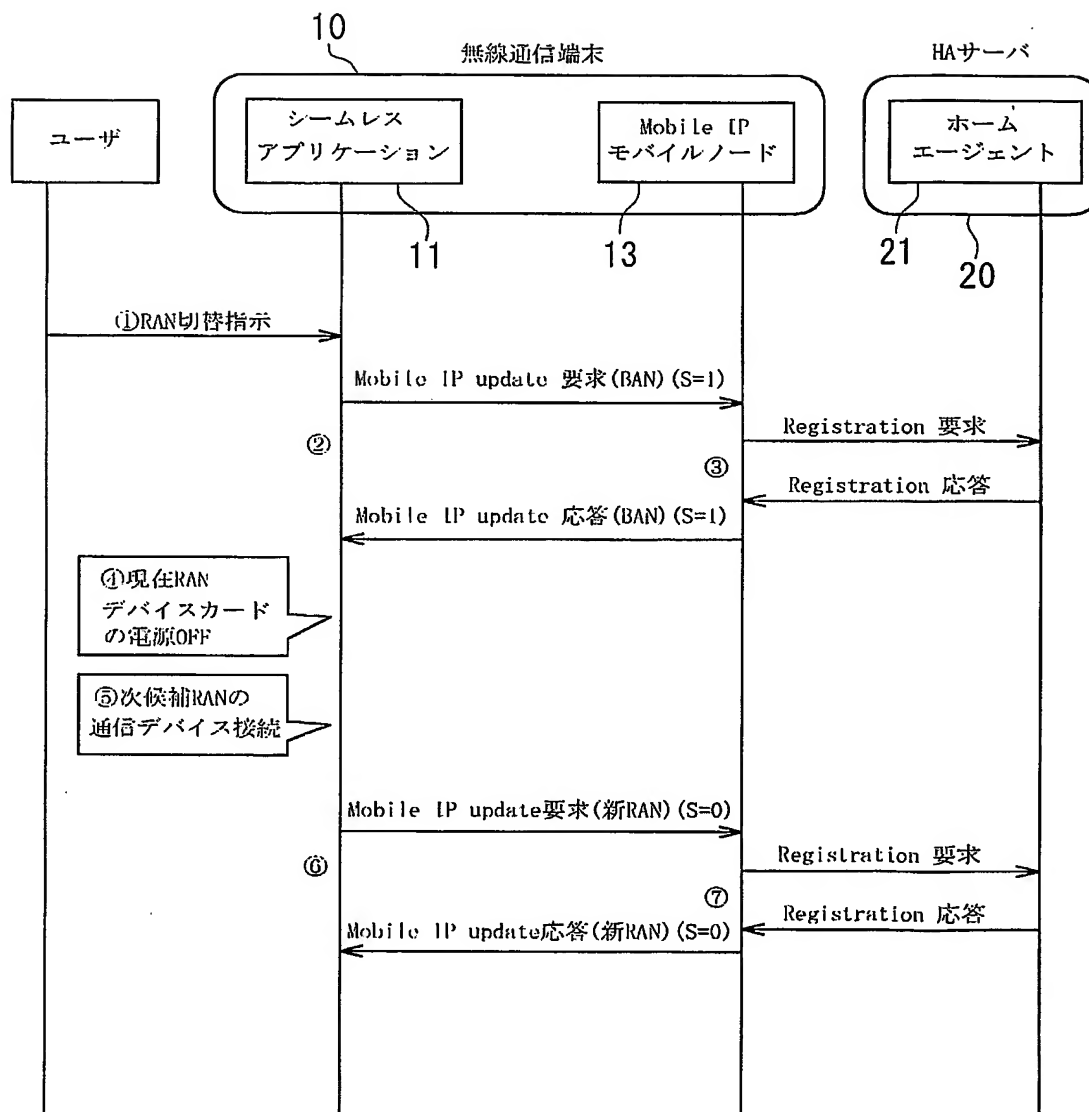 10
無線通信端末
HAサーバ
ユーザ
シームレス
アプリケーション
Mobile IP
モバイルノード
ホーム
エージェント
11
13
21
20
①RAN切替指示
Mobile IP update 要求(BAN)(S=1)
②
Registration 要求
③
Registration 応答
Mobile IP update 応答(BAN)(S=1)
④現在RAN
デバイスカード
の電源OFF
⑤次候補RANの
通信デバイス接続
Mobile IP update要求(新RAN)(S=0)
⑥
Registration 要求
⑦
Registration 応答
Mobile IP update応答(新RAN)(S=0)